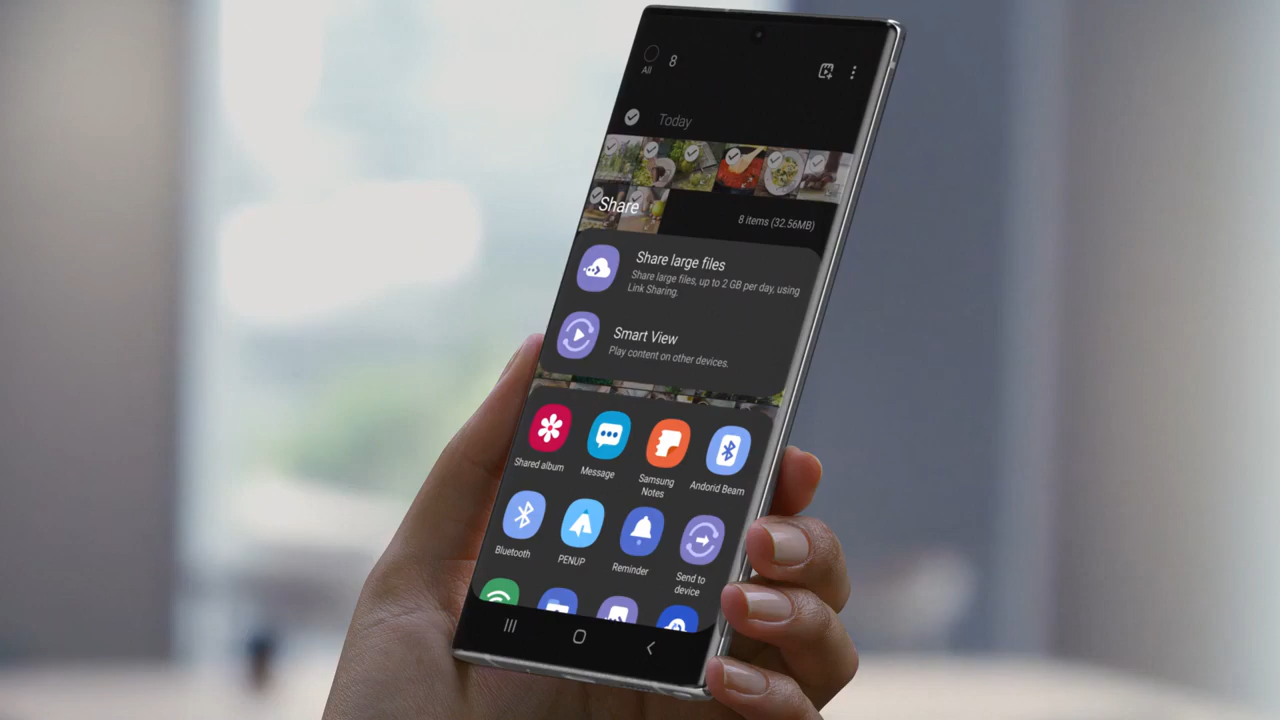 8
All
Today
Share
8 items (32.56MB)
Share large files
Share large files, up to 2 GB per day, using
Link Sharing.
Smart View
Play content on other devices.
Shared album
Message
Samsung
Notes
Andorid Beam
Bluetooth
PENUP
Reminder
Send to
device